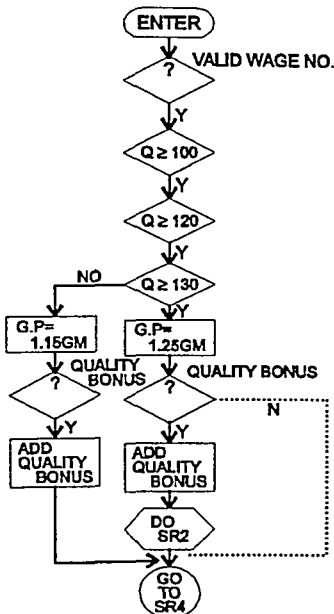 ENTER
?
VALID WAGE NO.
Y
Q ≥ 100
Y
Q ≥ 120
Y
Q ≥ 130
NO
Y
G.P=
1.15GM
G.P=
1.25GM
?
QUALITY
BONUS
?
QUALITY BONUS
N
Y
Y
ADD
QUALITY
BONUS
ADD
QUALITY
BONUS
DO
SR2
GO
TO
SR4